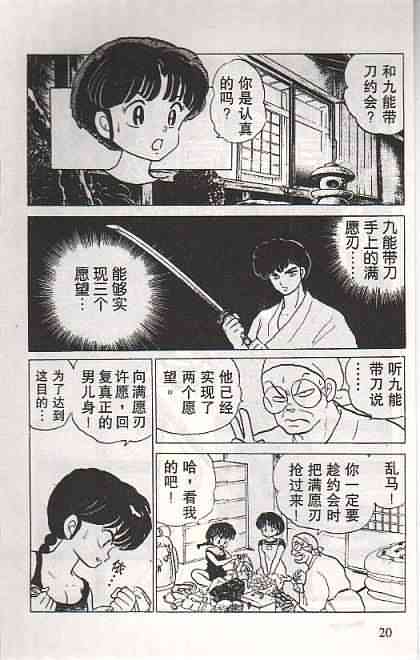 和九能带
刀约会？
你是认真
的吗？
九能带刀
手上的满
愿刃……
能够实
现三个
愿望…
听九能
带刀说
他已经
实现了
两个愿
望。
向满愿刃
许愿，回
复真正的
男儿身！
为了达到
这目的…
乱马！
你一定要
趁约会时
把满愿刃
抢过来！
哈，看我
的吧！
20